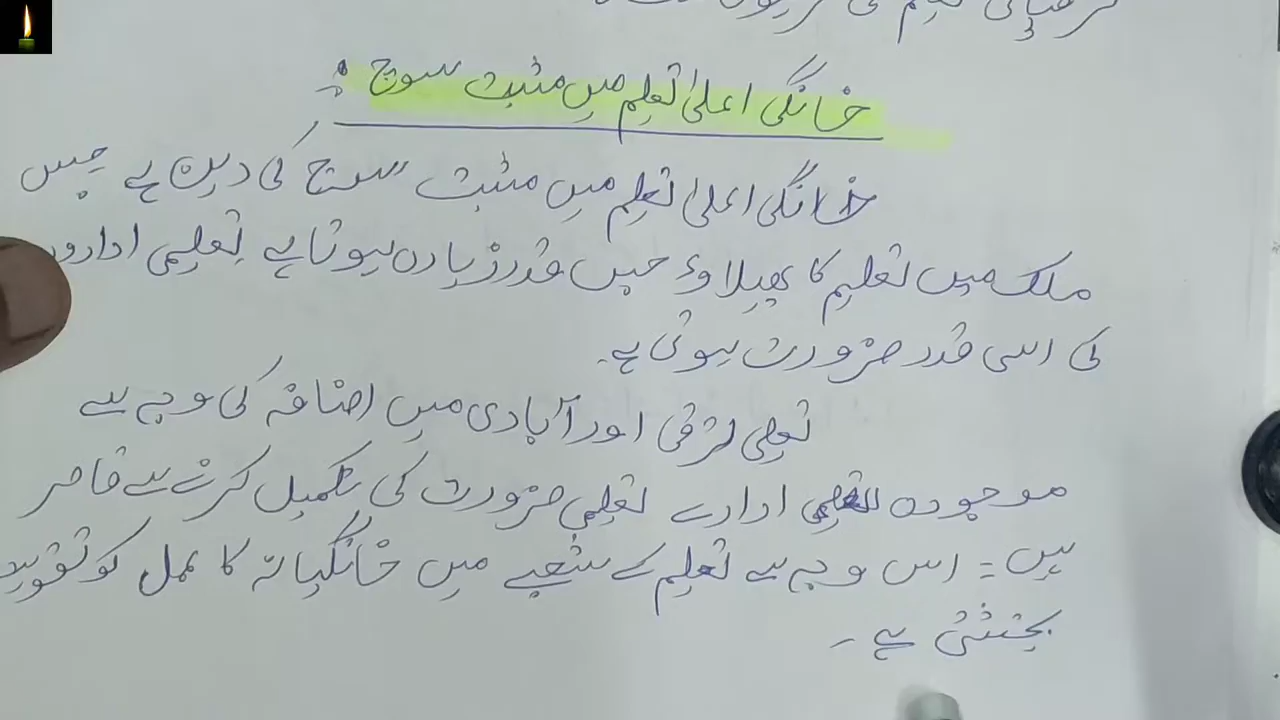 تعلیم کی
خانگی اعلیٰ تعلیم میں مثبت سوچ :
خانگی اعلیٰ تعلیم میں مثبت سوچ کی دین ہے جس
ملک میں تعلیم کا پھیلاوء جس قدر زیادہ ہوتا ہے تعلیمی اداروں
کی اسی قدر ضرورت ہوتی ہے۔
تعلیمی ترقی اور آبادی میں اضافہ کی وجہ سے
موجودہ تعلیمی ادارے تعلیمی ضرورت کی تکمیل کرنے سے قاصر
ہیں = اس وجہ سے تعلیم کے شعبے میں خانگیانہ کا عمل کو تقویت
بخشتی ہے ۔